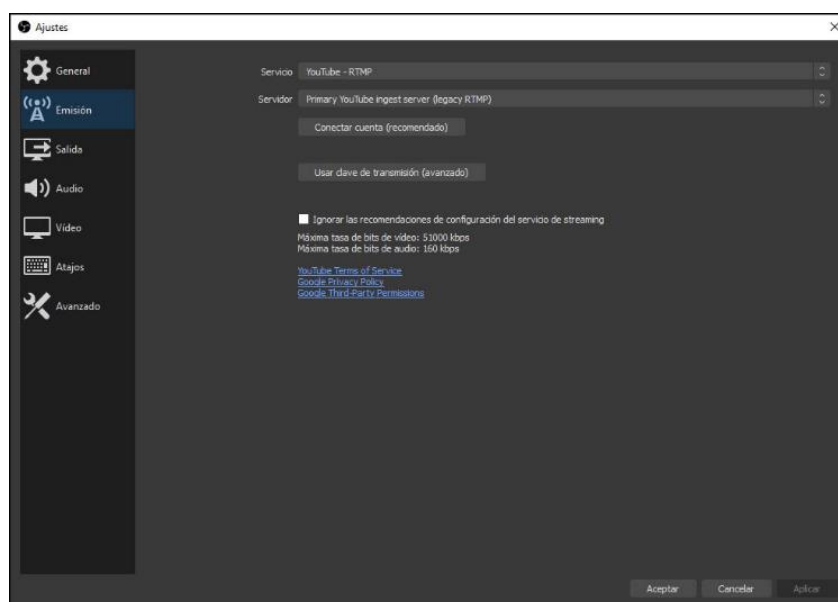 Ajustes
General
Emisión
Salida
Audio
Vídeo
Atajos
Avanzado
Servicio YouTube - RTMP
Servidor Primary YouTube ingest server (legacy RTMP)
Conectar cuenta (recomendado)
Usar clave de transmisión (avanzado)
Ignorar las recomendaciones de configuración del servicio de streaming
Máxima tasa de bits de vídeo: 51000 kbps
Máxima tasa de bits de audio: 160 kbps
YouTube Terms of Service
Google Privacy Policy
Google Third-Party Permissions
Aceptar Cancelar Aplicar